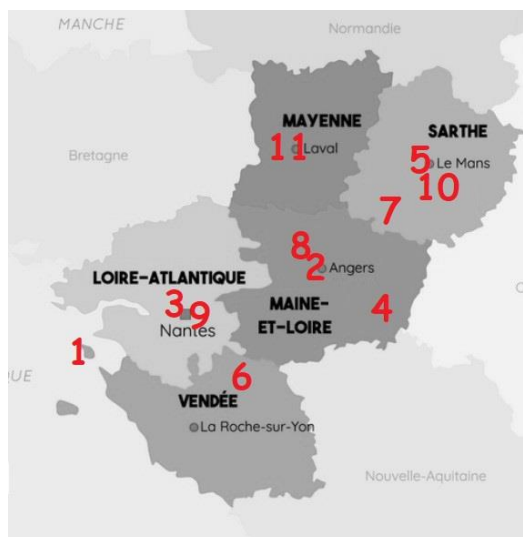 MANCHE
Normandie
MAYENNE
11 Laval
SARTHE
5 Le Mans
10
Bretagne
7
8
2 Angers
LOIRE-ATLANTIQUE
3
9
Nantes
MAINE-
ET-LOIRE
4
1
QUE
6
VENDÉE
La Roche-sur-Yon
Nouvelle-Aquitaine
C